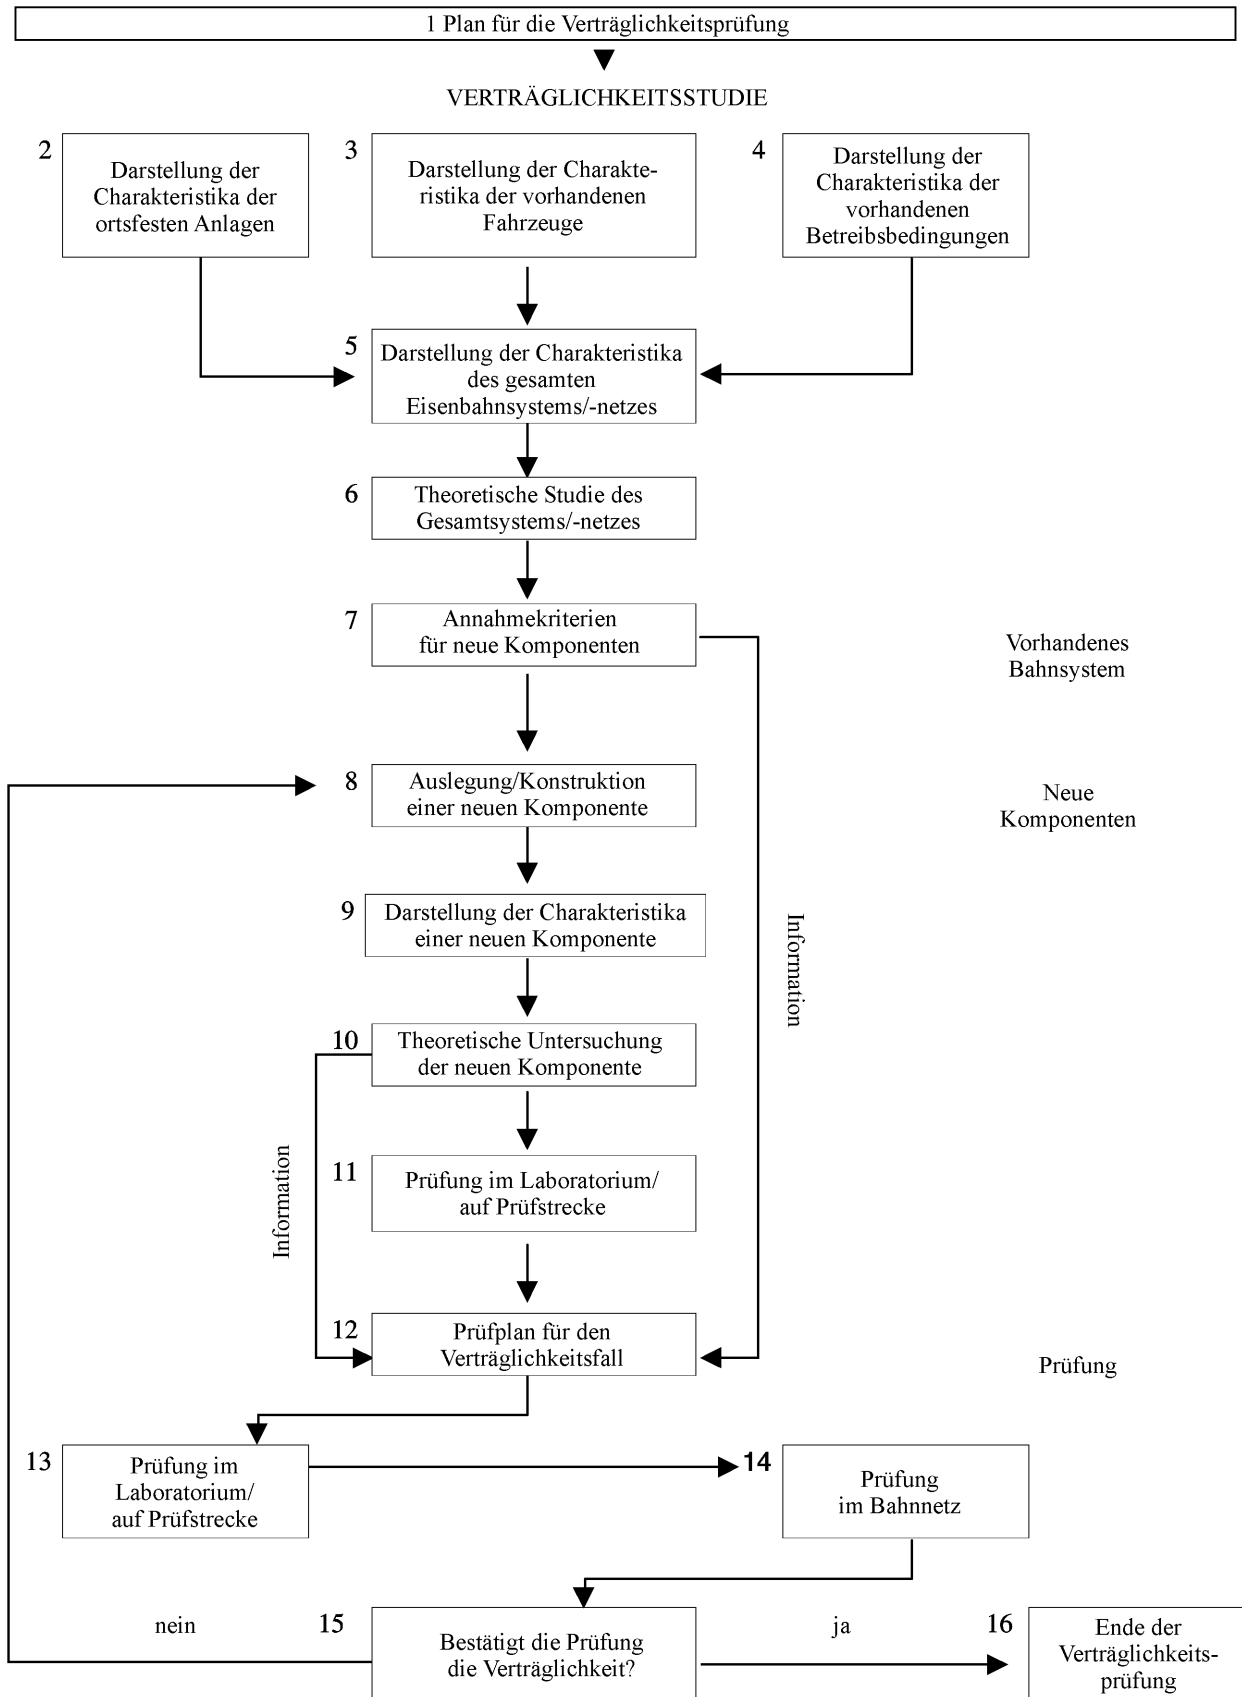 1 Plan für die Verträglichkeitsprüfung
VERTRÄGLICHKEITSSTUDIE
2
Darstellung der
Charakteristika der
ortsfesten Anlagen
3
Darstellung der Charakte-
ristika der vorhandenen
Fahrzeuge
4
Darstellung der
Charakteristika der
vorhandenen
Betreibsbedingungen
5
Darstellung der Charakteristika
des gesamten
Eisenbahnsystems/-netzes
6
Theoretische Studie des
Gesamtsystems/-netzes
7
Annahmekriterien
für neue Komponenten
Vorhandenes
Bahnsystem
8
Auslegung/Konstruktion
einer neuen Komponente
Neue
Komponenten
9
Darstellung der Charakteristika
einer neuen Komponente
Information
10
Theoretische Untersuchung
der neuen Komponente
Information
11
Prüfung im Laboratorium/
auf Prüfstrecke
12
Prüfplan für den
Verträglichkeitsfall
Prüfung
13
Prüfung im
Laboratorium/
auf Prüfstrecke
14
Prüfung
im Bahnnetz
nein
15
Bestätigt die Prüfung
die Verträglichkeit?
ja
16
Ende der
Verträglichkeits-
prüfung